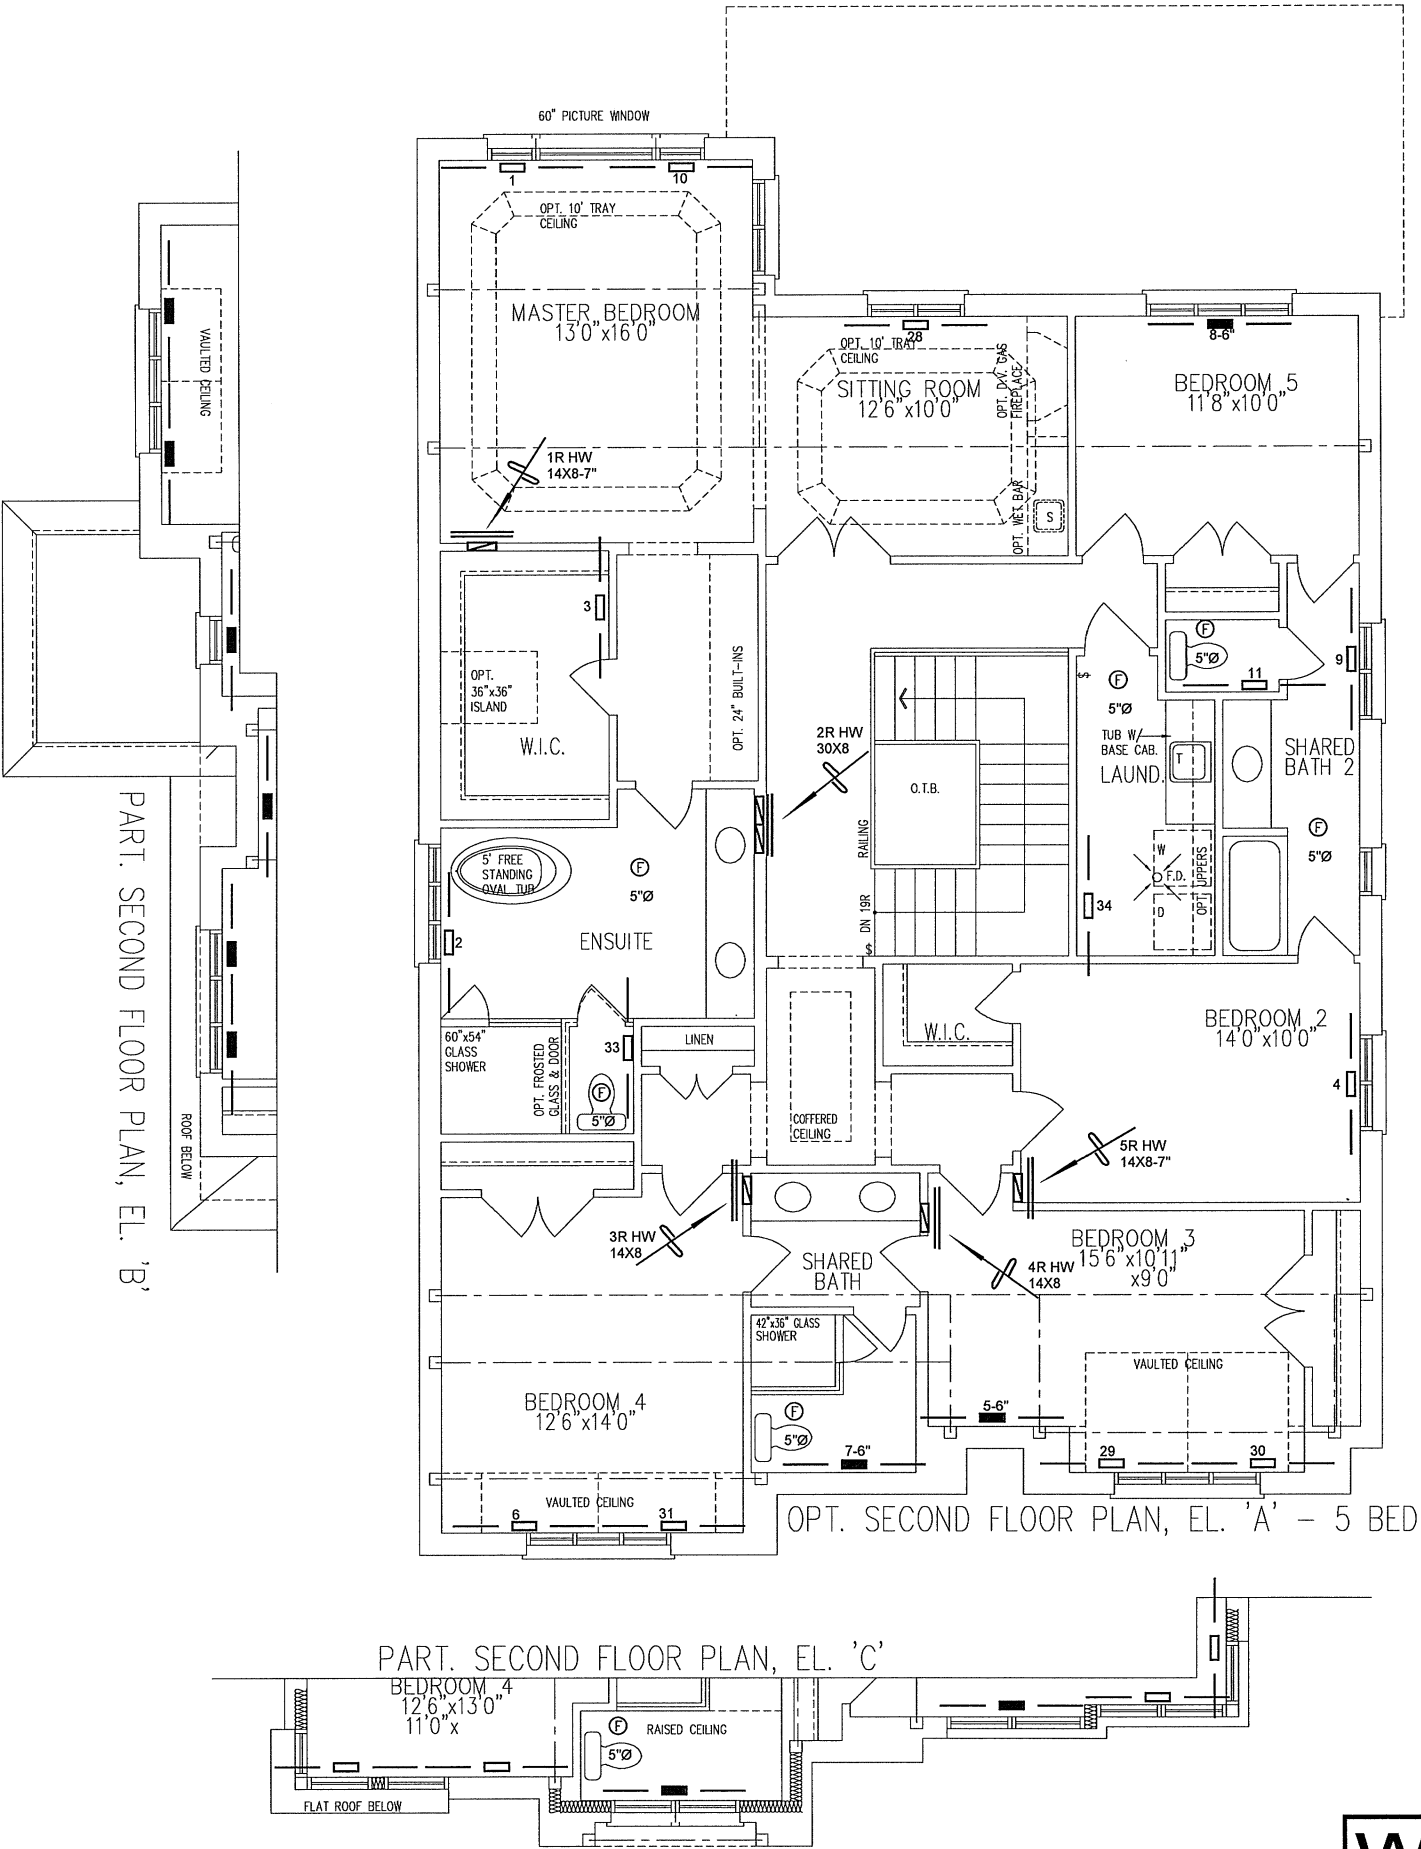 60" PICTURE WINDOW
1
10
OPT. 10' TRAY
CEILING
MASTER BEDROOM
13'0"x16'0"
1R HW
14X8-7"
28
OPT. 10' TRAY
CEILING
SITTING ROOM
12'6"x10'0"
OPT. D.V. GAS
FIREPLACE
OPT. WET BAR
S
8-6"
BEDROOM 5
11'8"x10'0"
VAULTED CEILING
3
OPT.
36"x36"
ISLAND
W.I.C.
OPT. 24" BUILT-INS
2R HW
30X8
O.T.B.
RAILING
DN 19R
$
$
F
5"Ø
TUB W/
BASE CAB.
LAUND.
T
W
F.D.
D
OPT. UPPERS
34
F
5"Ø
11
9
SHARED
BATH 2
F
5"Ø
5' FREE
STANDING
OVAL TUB
F
5"Ø
2
ENSUITE
60"x54"
GLASS
SHOWER
OPT. FROSTED
GLASS & DOOR
33
F
5"Ø
LINEN
COFFERED
CEILING
W.I.C.
BEDROOM 2
14'0"x10'0"
4
5R HW
14X8-7"
3R HW
14X8
SHARED
BATH
4R HW
14X8
BEDROOM 3
15'6"x10'11"
x9'0"
VAULTED CEILING
42"x36" GLASS
SHOWER
F
5"Ø
7-6"
5-6"
29
30
BEDROOM 4
12'6"x14'0"
VAULTED CEILING
6
31
OPT. SECOND FLOOR PLAN, EL. 'A' - 5 BED
PART. SECOND FLOOR PLAN, EL. 'B'
ROOF BELOW
PART. SECOND FLOOR PLAN, EL. 'C'
BEDROOM 4
12'6"x13'0"
11'0"x
F
5"Ø
RAISED CEILING
FLAT ROOF BELOW